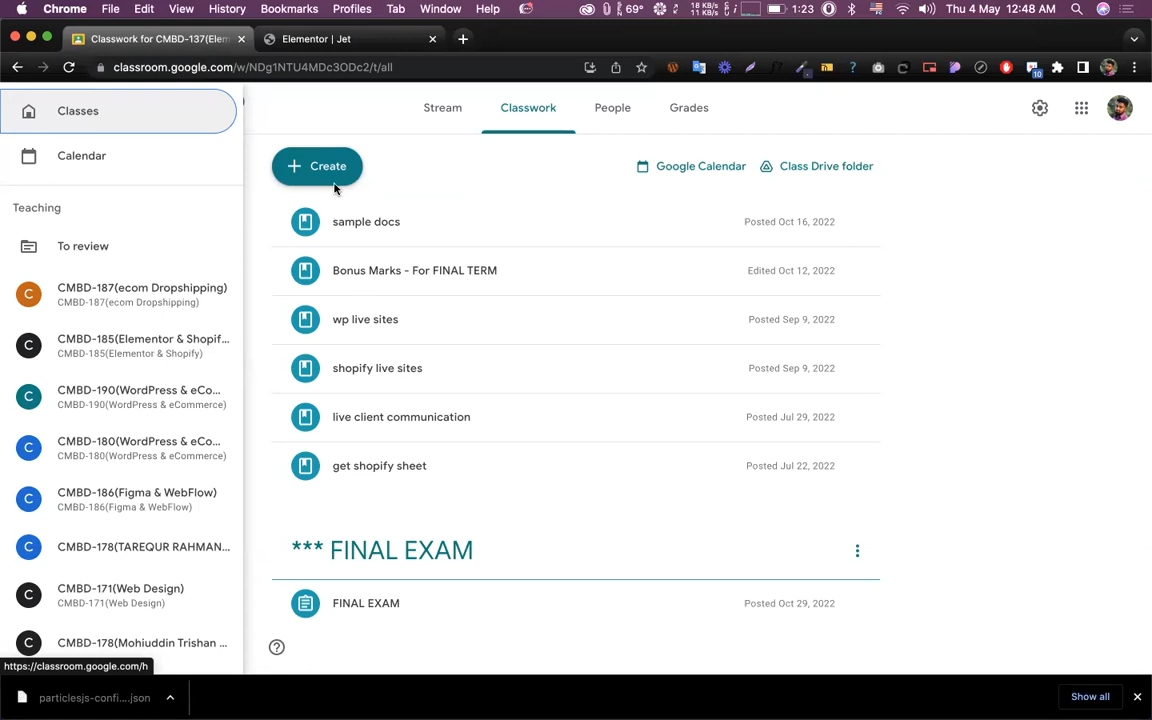 Chrome File Edit View History Bookmarks Profiles Tab Window Help 69° 18 KB/s 6 KB/s 1:23 Thu 4 May 12:48 AM
Classwork for CMBD-137(Elem Elementor | Jet
classroom.google.com/w/NDg1NTU4MDc3ODc2/t/all 10
Classes
Stream Classwork People Grades
Calendar
Create Google Calendar Class Drive folder
Teaching
sample docs Posted Oct 16, 2022
To review
Bonus Marks - For FINAL TERM Edited Oct 12, 2022
C CMBD-187(ecom Dropshipping)
CMBD-187(ecom Dropshipping)
wp live sites Posted Sep 9, 2022
C CMBD-185(Elementor & Shopif...
CMBD-185(Elementor & Shopify)
shopify live sites Posted Sep 9, 2022
C CMBD-190(WordPress & eCo...
CMBD-190(WordPress & eCommerce)
live client communication Posted Jul 29, 2022
C CMBD-180(WordPress & eCo...
CMBD-180(WordPress & eCommerce)
get shopify sheet Posted Jul 22, 2022
C CMBD-186(Figma & WebFlow)
CMBD-186(Figma & WebFlow)
C CMBD-178(TAREQUR RAHMAN...
*** FINAL EXAM
C CMBD-171(Web Design)
CMBD-171(Web Design)
FINAL EXAM Posted Oct 29, 2022
C CMBD-178(Mohiuddin Trishan ...
https://classroom.google.com/h
particlesjs-confi....json Show all